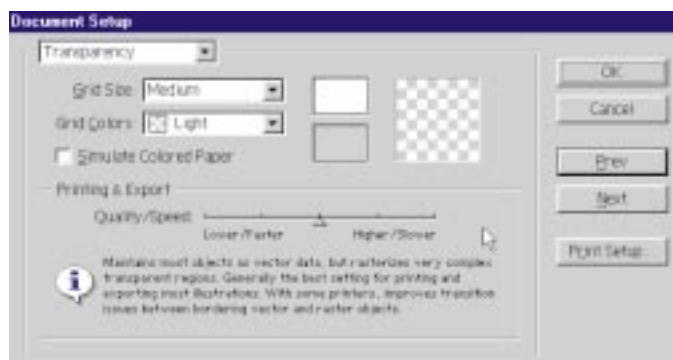 Document Setup
Transparency
Grid Size: Medium
Grid Colors: Light
Simulate Colored Paper
OK
Cancel
Prev
Next
Print Setup...
Printing & Export
Quality/Speed:
Lower/Faster Higher/Slower
Maintains most objects as vector data, but rasterizes very complex
transparent regions. Generally the best setting for printing and
exporting most illustrations. With some printers, improves transition
issues between bordering vector and raster objects.